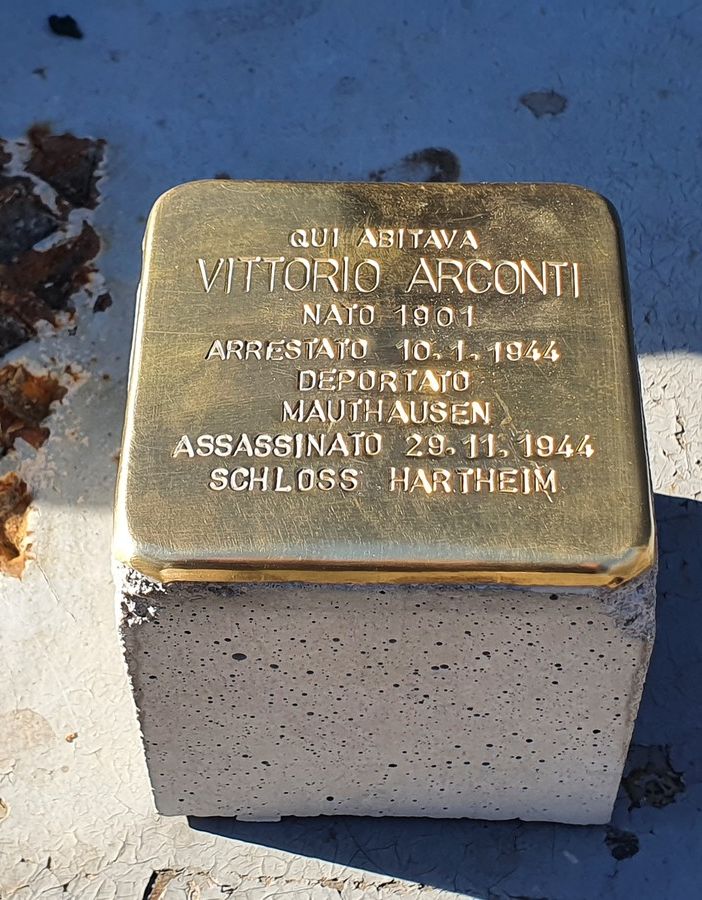 QUI ABITAVA
VITTORIO ARCONTI
NATO 1901
ARRESTATO 10.1.1944
DEPORTATO
MAUTHAUSEN
ASSASSINATO 29.11.1944
SCHLOSS HARTHEIM